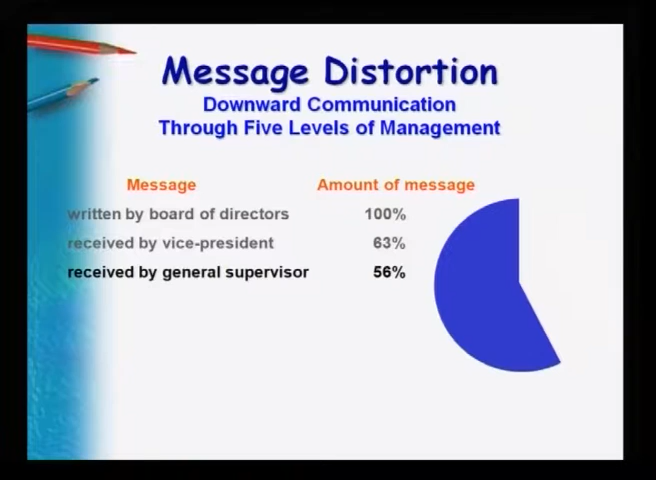 Message Distortion
Downward Communication
Through Five Levels of Management
Message Amount of message
written by board of directors 100%
received by vice-president 63%
received by general supervisor 56%